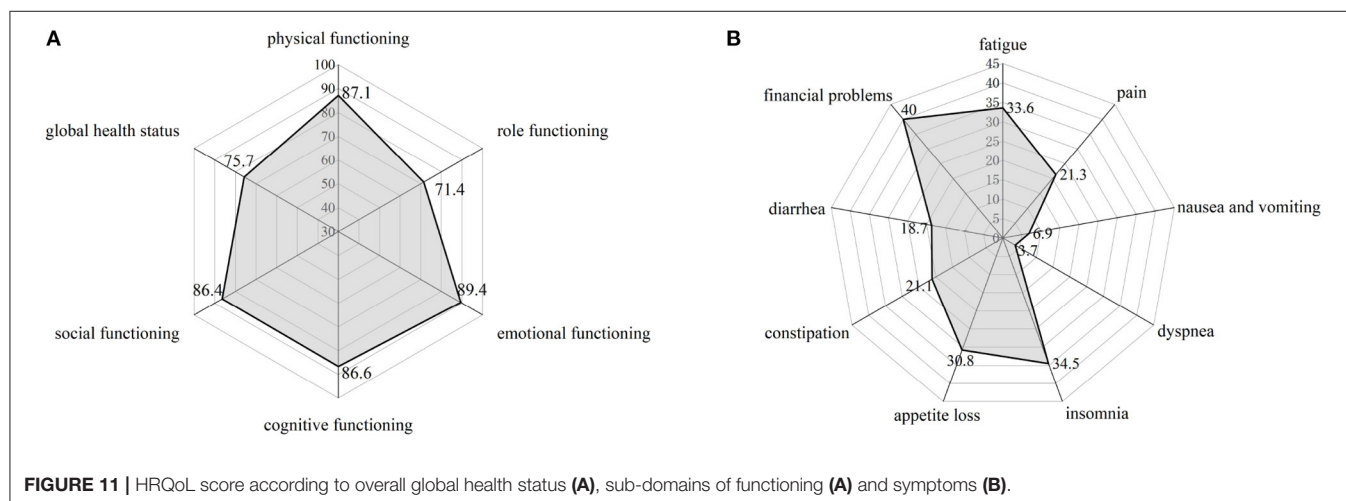 A
physical functioning
100
90
87.1
80
70
60
50
40
30
global health status
75.7
role functioning
71.4
social functioning
86.4
emotional functioning
89.4
86.6
cognitive functioning
B
fatigue
45
40
35
33.6
30
25
20
15
10
5
0
financial problems
40
pain
21.3
diarrhea
18.7
nausea and vomiting
6.9
3.7
constipation
21.1
dyspnea
30.8
34.5
appetite loss
insomnia
FIGURE 11 | HRQoL score according to overall global health status (A), sub-domains of functioning (A) and symptoms (B).